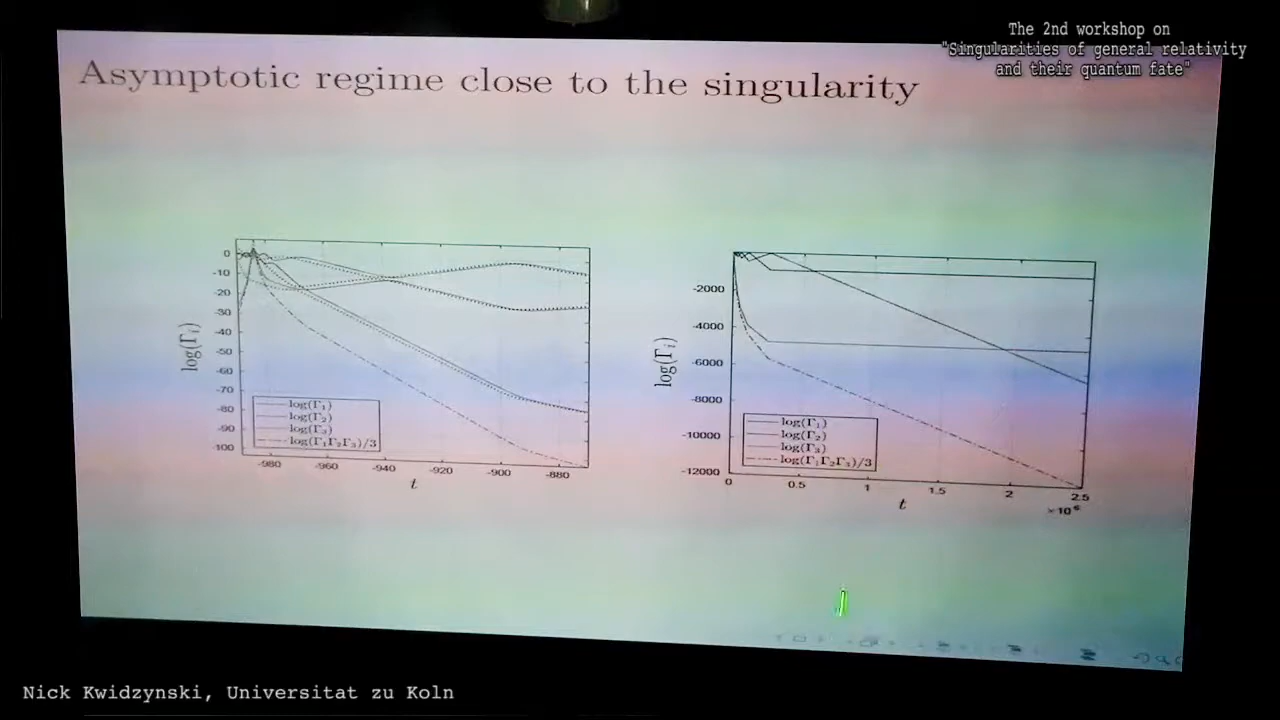 The 2nd workshop on
"Singularities of general relativity
and their quantum fate"
Asymptotic regime close to the singularity
0
-10
-20
-30
-40
-50
-60
-70
-80
-90
-100
log(Γi)
log(Γ1)
log(Γ2)
log(Γ3)
log(Γ1Γ2Γ3)/3
-980 -960 -940 -920 -900 -880
t
-2000
-4000
-6000
-8000
-10000
-12000
log(Γi)
log(Γ1)
log(Γ2)
log(Γ3)
log(Γ1Γ2Γ3)/3
0 0.5 1 1.5 2 2.5
×10⁶
t
Nick Kwidzynski, Universitat zu Koln